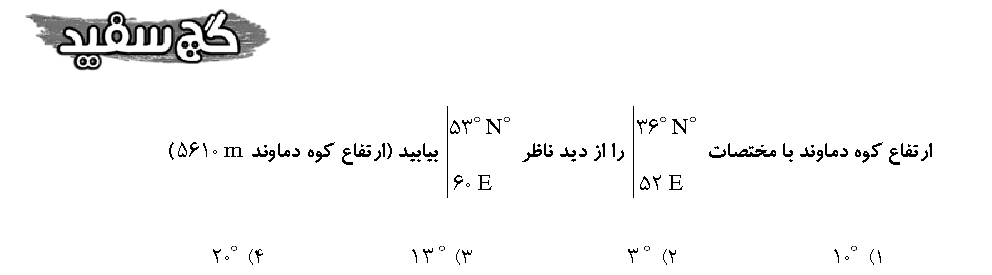 گچ سفید
ارتفاع کوه دماوند با مختصات ۳۶° N° ۵۲ E را از دید ناظر ۵۳° N° ۶۰ E بیابید (ارتفاع کوه دماوند ۵۶۱۰ m)
۱) ۱۰° ۲) ۳° ۳) ۱۳° ۴) ۲۰°